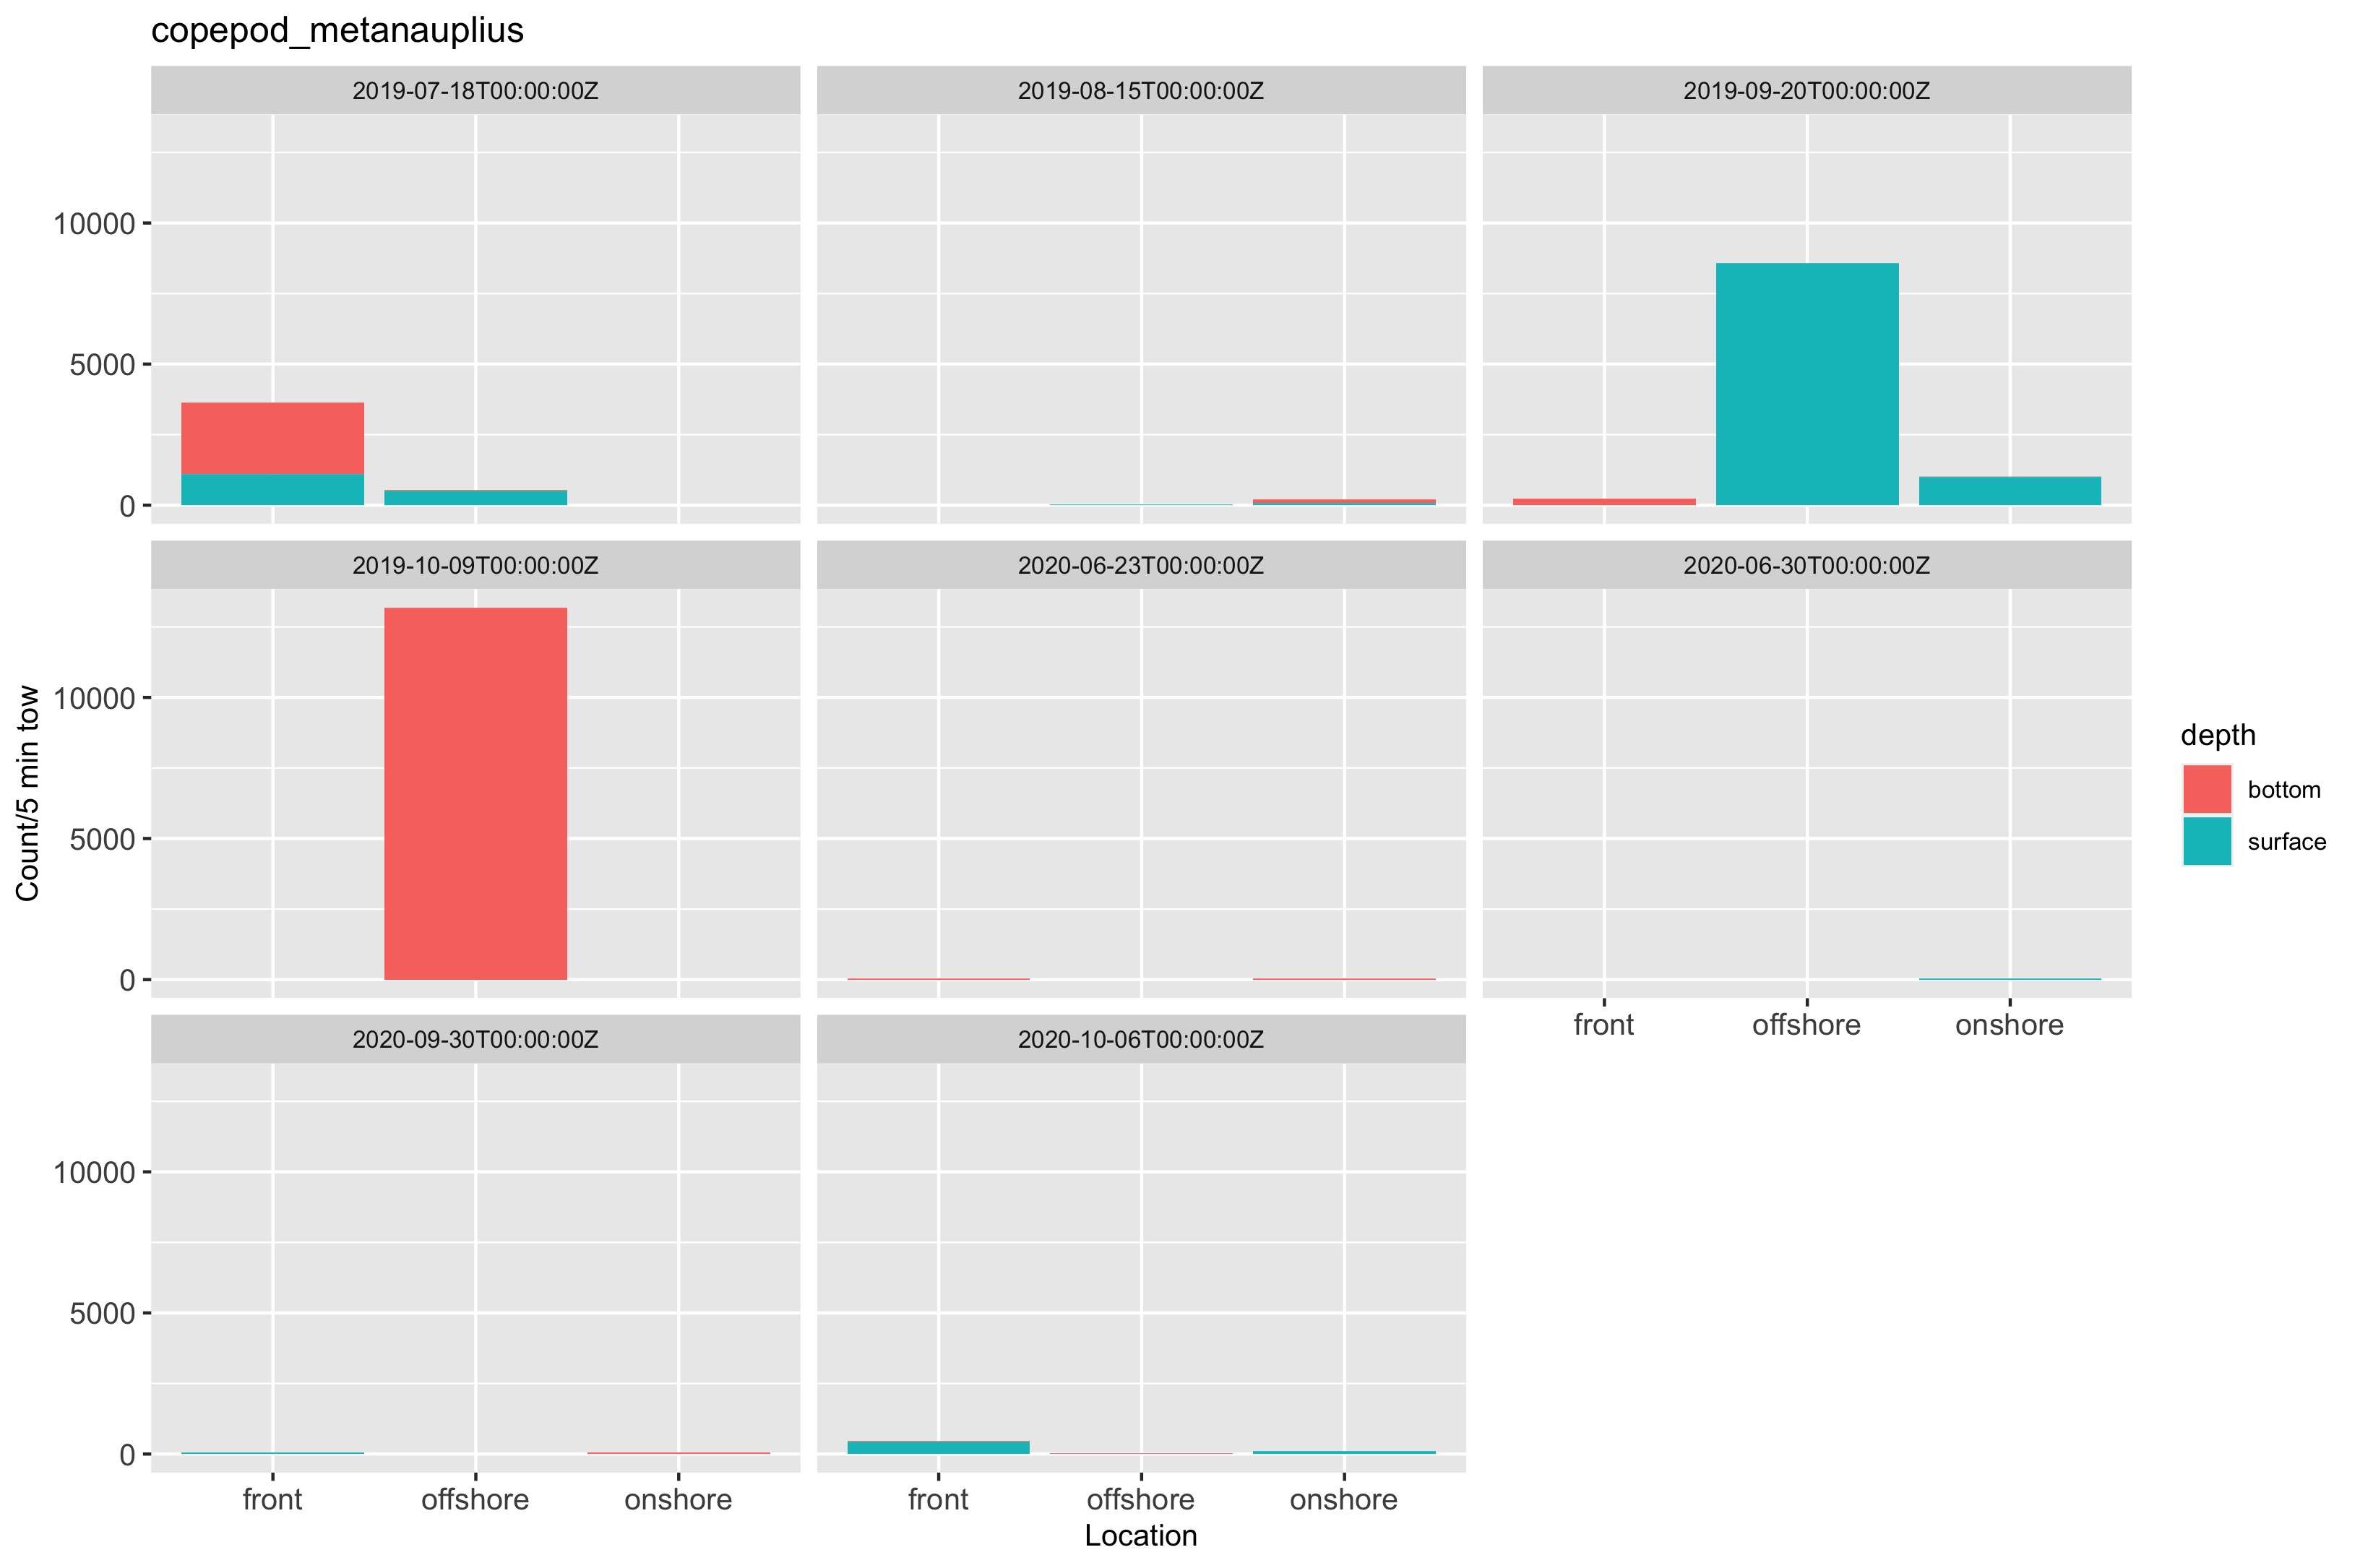 copepod_metanauplius
2019-07-18T00:00:00Z
2019-08-15T00:00:00Z
2019-09-20T00:00:00Z
10000
5000
0
2019-10-09T00:00:00Z
2020-06-23T00:00:00Z
2020-06-30T00:00:00Z
10000
5000
0
front
offshore
onshore
2020-09-30T00:00:00Z
2020-10-06T00:00:00Z
10000
5000
0
front
offshore
onshore
front
offshore
onshore
Location
Count/5 min tow
depth
bottom
surface